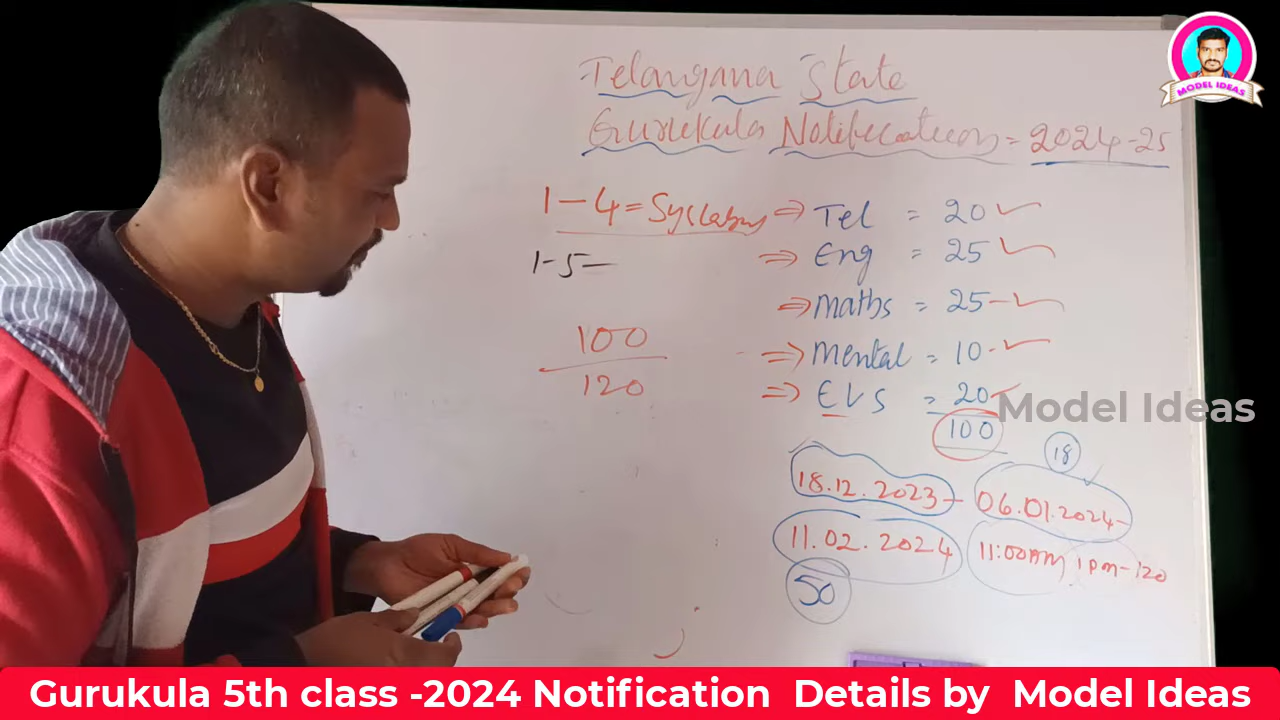 MODEL IDEAS
Telangana State
Gurukula Notification = 2024-25
1-4 = Syllabus => Tel = 20
1-5- => Eng = 25
=> maths = 25-
100 => mental = 10-
120 => EVS = 20
Model Ideas
100
18
18.12.2023 - 06.01.2024-
11.02.2024 11:00AM, 1pm-120
50
Gurukula 5th class -2024 Notification Details by Model Ideas